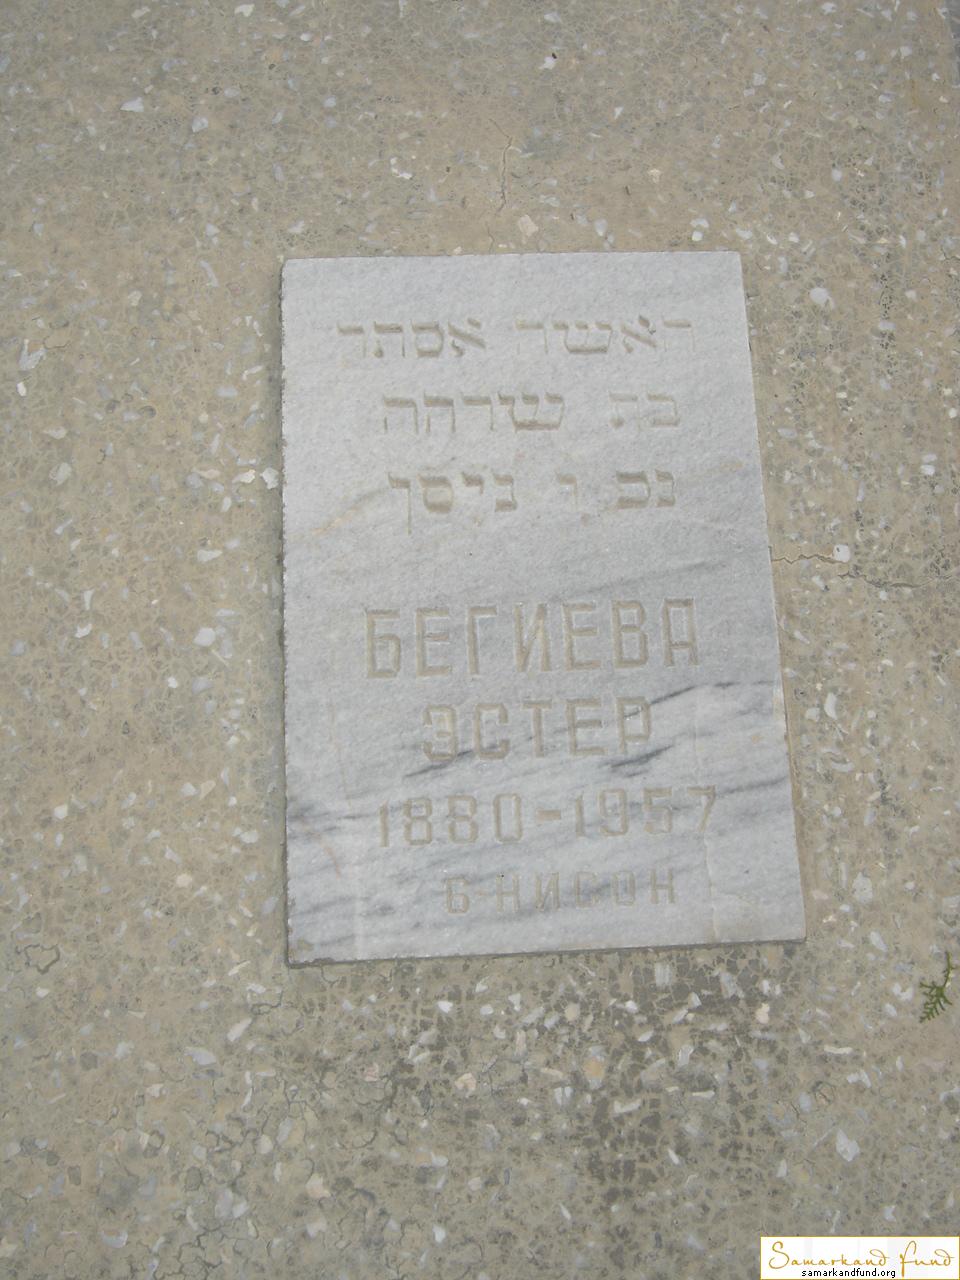 האשה אסתר
בת שרהה
נפ ו ניסן
БЕГИЕВА
ЭСТЕР
1880-1957
6-НИСОН
Samarkand Fund
samarkandfund.org